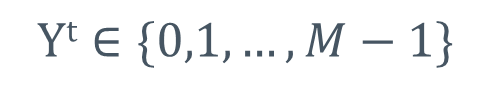 Yᵗ ∈ {0,1, … , M − 1}